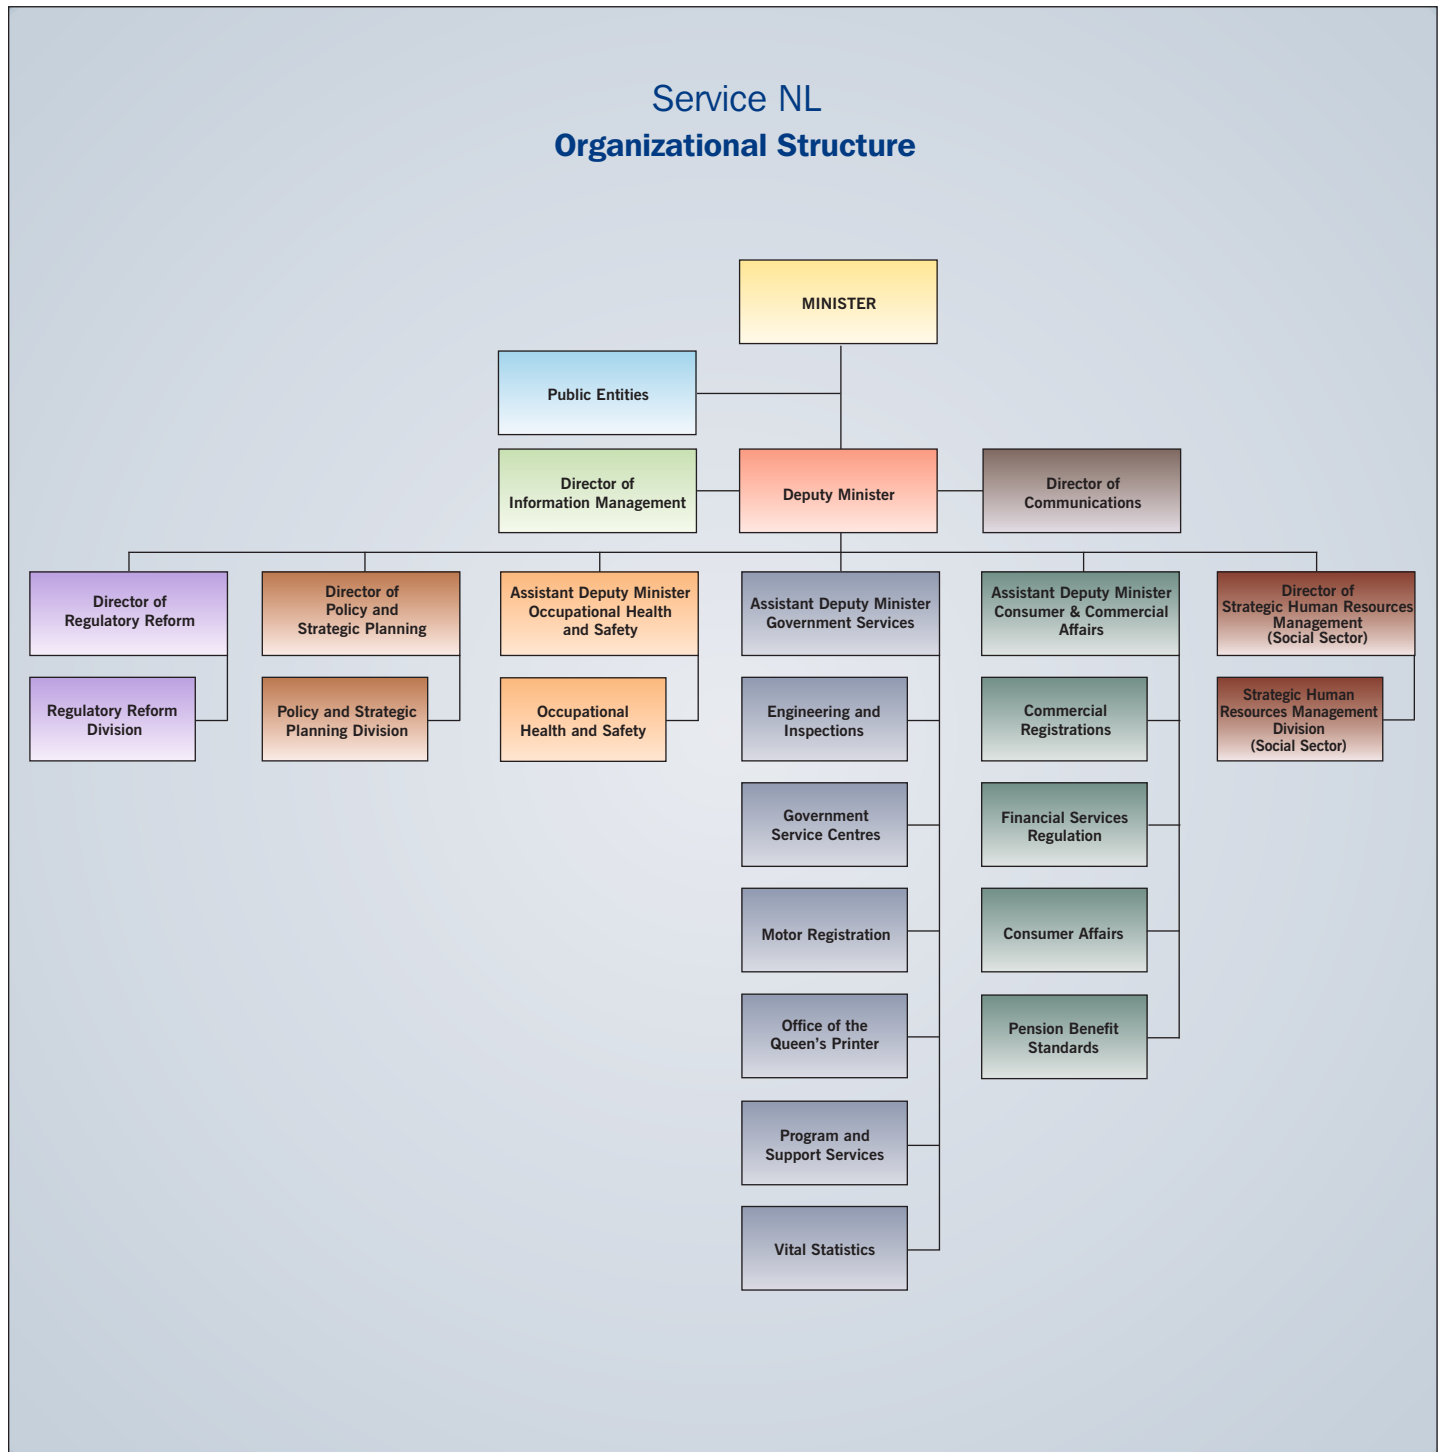 Service NL
Organizational Structure
MINISTER
Public Entities
Director of
Information Management
Deputy Minister
Director of
Communications
Director of
Regulatory Reform
Director of
Policy and
Strategic Planning
Assistant Deputy Minister
Occupational Health
and Safety
Assistant Deputy Minister
Government Services
Assistant Deputy Minister
Consumer & Commercial
Affairs
Director of
Strategic Human Resources
Management
(Social Sector)
Regulatory Reform
Division
Policy and Strategic
Planning Division
Occupational
Health and Safety
Engineering and
Inspections
Commercial
Registrations
Strategic Human
Resources Management
Division
(Social Sector)
Government
Service Centres
Financial Services
Regulation
Motor Registration
Consumer Affairs
Office of the
Queen's Printer
Pension Benefit
Standards
Program and
Support Services
Vital Statistics